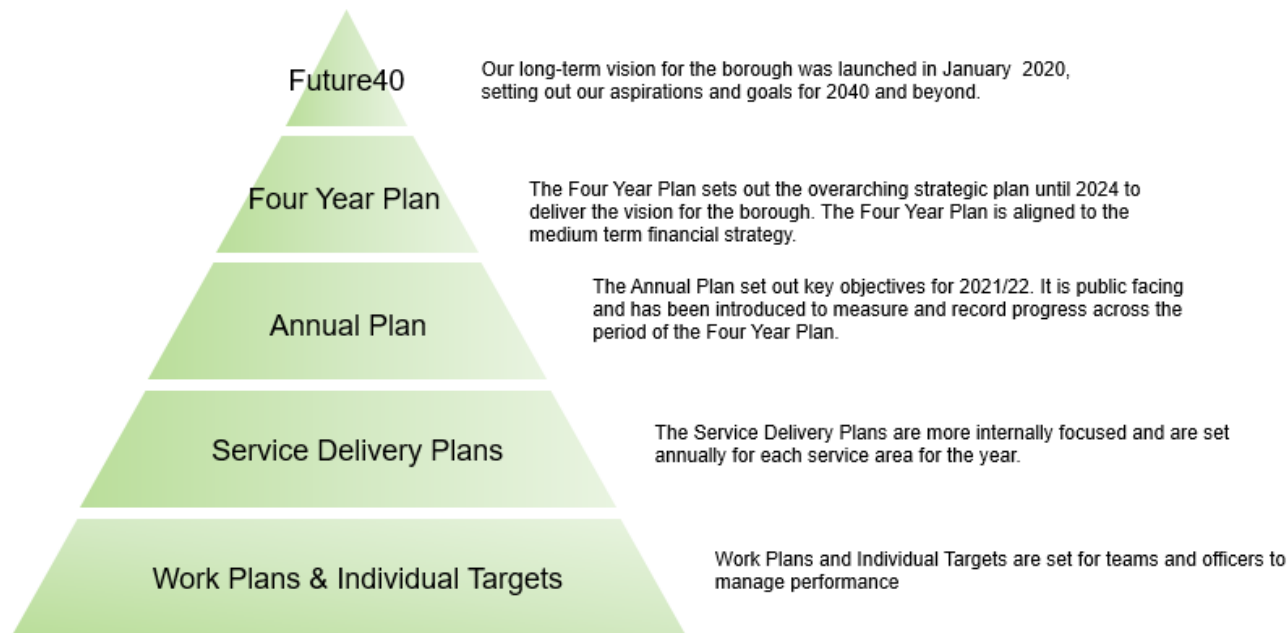 Future40
Our long-term vision for the borough was launched in January 2020,
setting out our aspirations and goals for 2040 and beyond.
Four Year Plan
The Four Year Plan sets out the overarching strategic plan until 2024 to
deliver the vision for the borough. The Four Year Plan is aligned to the
medium term financial strategy.
Annual Plan
The Annual Plan set out key objectives for 2021/22. It is public facing
and has been introduced to measure and record progress across the
period of the Four Year Plan.
Service Delivery Plans
The Service Delivery Plans are more internally focused and are set
annually for each service area for the year.
Work Plans & Individual Targets
Work Plans and Individual Targets are set for teams and officers to
manage performance